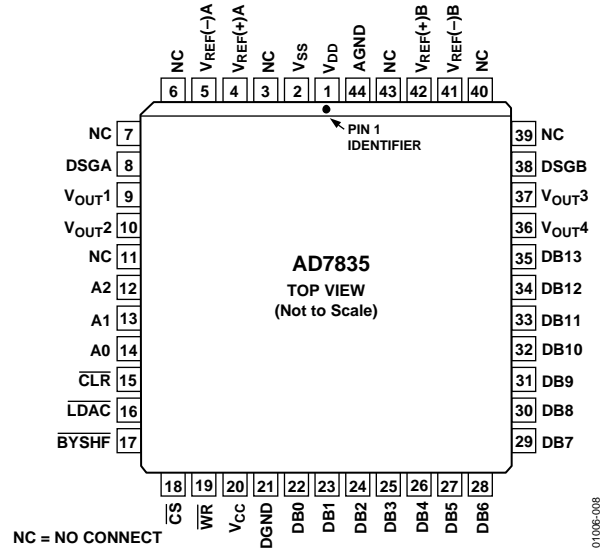 NC
VREF(–)A
VREF(+)A
NC
VSS
VDD
AGND
NC
VREF(+)B
VREF(–)B
NC
6 5 4 3 2 1 44 43 42 41 40
PIN 1
IDENTIFIER
NC 7
DSGA 8
VOUT1 9
VOUT2 10
NC 11
A2 12
A1 13
A0 14
CLR 15
LDAC 16
BYSHF 17
AD7835
TOP VIEW
(Not to Scale)
39 NC
38 DSGB
37 VOUT3
36 VOUT4
35 DB13
34 DB12
33 DB11
32 DB10
31 DB9
30 DB8
29 DB7
18 19 20 21 22 23 24 25 26 27 28
CS
WR
VCC
DGND
DB0
DB1
DB2
DB3
DB4
DB5
DB6
NC = NO CONNECT
01006-008